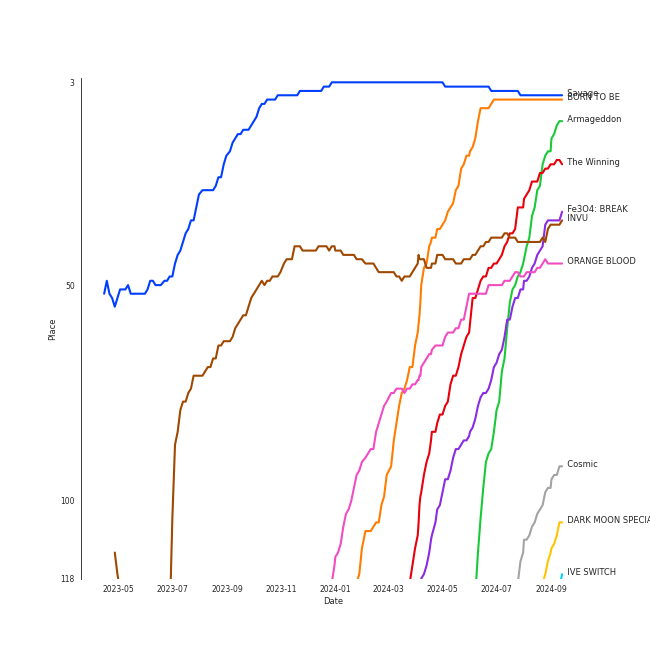 3
50
100
118
Place
2023-05
2023-07
2023-09
2023-11
2024-01
2024-03
2024-05
2024-07
2024-09
Date
Savage
BORN TO BE
Armageddon
The Winning
Fe3O4: BREAK
INVU
ORANGE BLOOD
Cosmic
DARK MOON SPECIA
IVE SWITCH